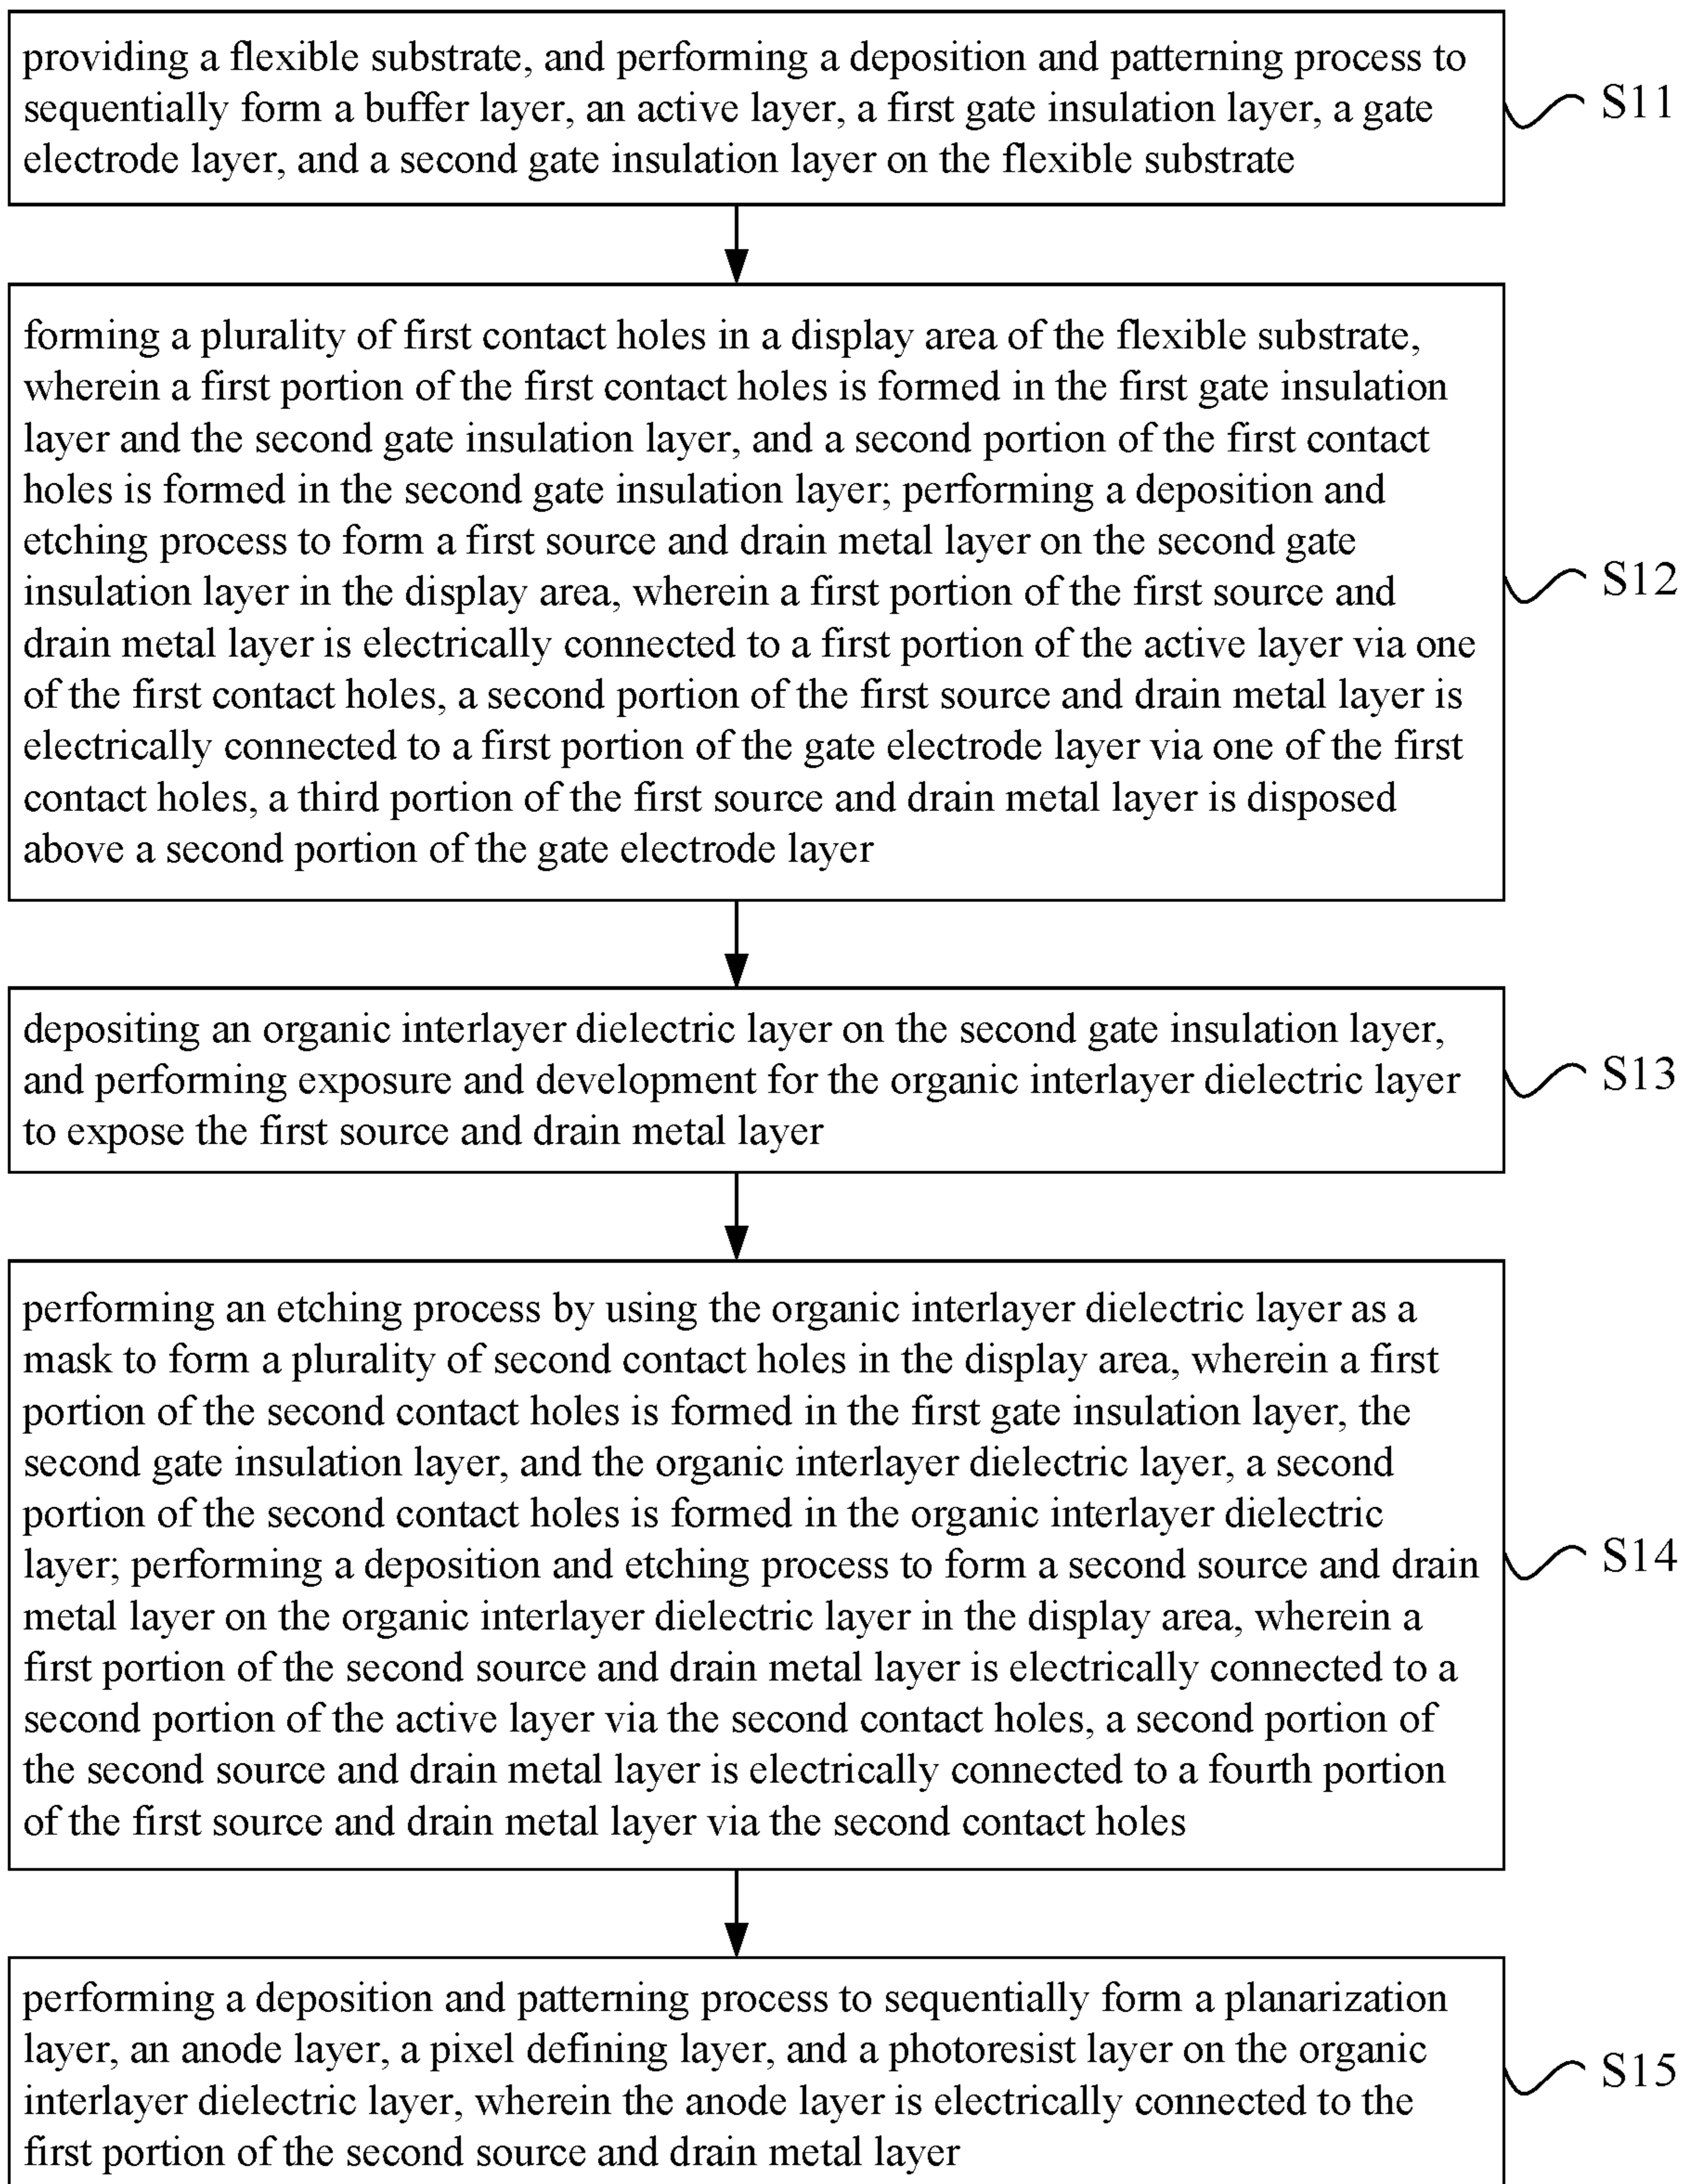 providing a flexible substrate, and performing a deposition and patterning process to
sequentially form a buffer layer, an active layer, a first gate insulation layer, a gate
electrode layer, and a second gate insulation layer on the flexible substrate
S11
forming a plurality of first contact holes in a display area of the flexible substrate,
wherein a first portion of the first contact holes is formed in the first gate insulation
layer and the second gate insulation layer, and a second portion of the first contact
holes is formed in the second gate insulation layer; performing a deposition and
etching process to form a first source and drain metal layer on the second gate
insulation layer in the display area, wherein a first portion of the first source and
drain metal layer is electrically connected to a first portion of the active layer via one
of the first contact holes, a second portion of the first source and drain metal layer is
electrically connected to a first portion of the gate electrode layer via one of the first
contact holes, a third portion of the first source and drain metal layer is disposed
above a second portion of the gate electrode layer
S12
depositing an organic interlayer dielectric layer on the second gate insulation layer,
and performing exposure and development for the organic interlayer dielectric layer
to expose the first source and drain metal layer
S13
performing an etching process by using the organic interlayer dielectric layer as a
mask to form a plurality of second contact holes in the display area, wherein a first
portion of the second contact holes is formed in the first gate insulation layer, the
second gate insulation layer, and the organic interlayer dielectric layer, a second
portion of the second contact holes is formed in the organic interlayer dielectric
layer; performing a deposition and etching process to form a second source and drain
metal layer on the organic interlayer dielectric layer in the display area, wherein a
first portion of the second source and drain metal layer is electrically connected to a
second portion of the active layer via the second contact holes, a second portion of
the second source and drain metal layer is electrically connected to a fourth portion
of the first source and drain metal layer via the second contact holes
S14
performing a deposition and patterning process to sequentially form a planarization
layer, an anode layer, a pixel defining layer, and a photoresist layer on the organic
interlayer dielectric layer, wherein the anode layer is electrically connected to the
first portion of the second source and drain metal layer
S15